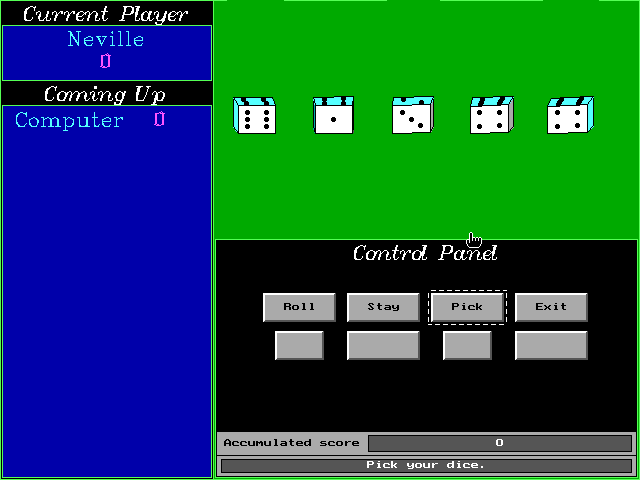 Current Player
Neville
0
Coming Up
Computer 0
Control Panel
Roll Stay Pick Exit
Accumulated score 0
Pick your dice.